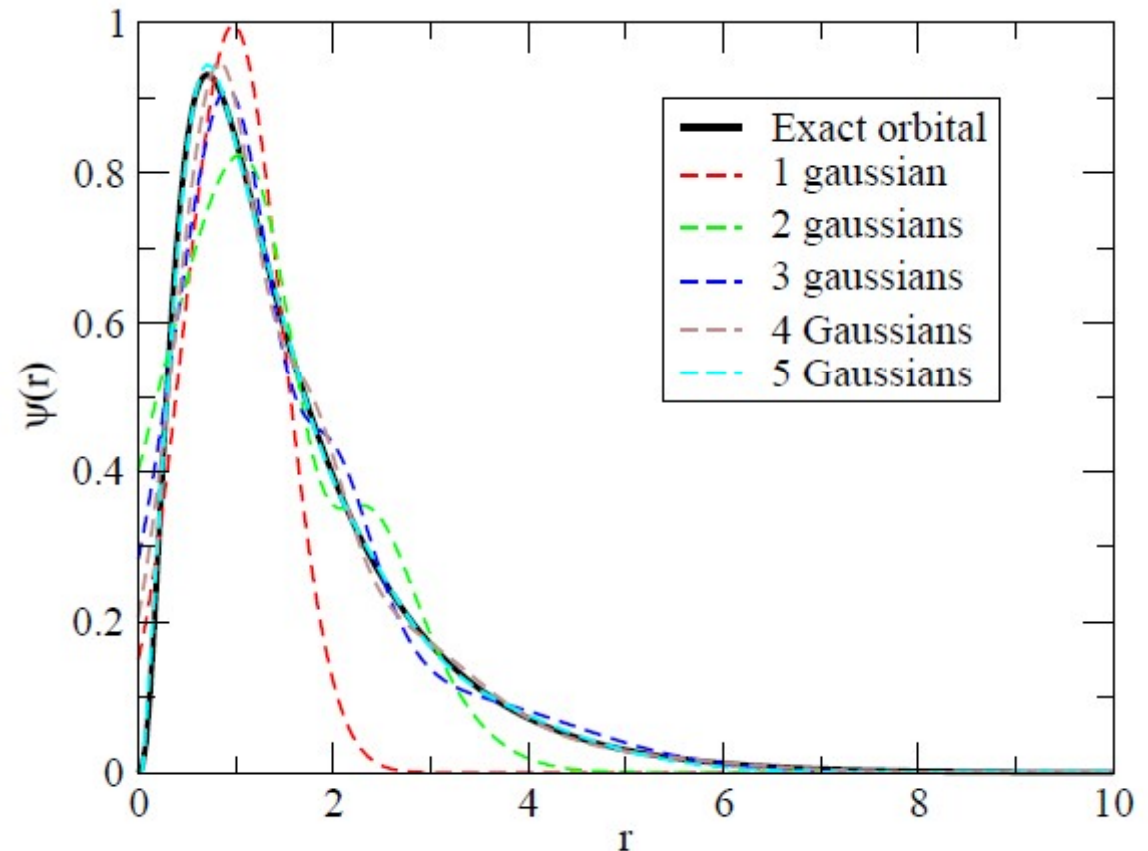 1
0.8
0.6
0.4
0.2
0
ψ(r)
0 2 4 6 8 10
r
Exact orbital
1 gaussian
2 gaussians
3 gaussians
4 Gaussians
5 Gaussians